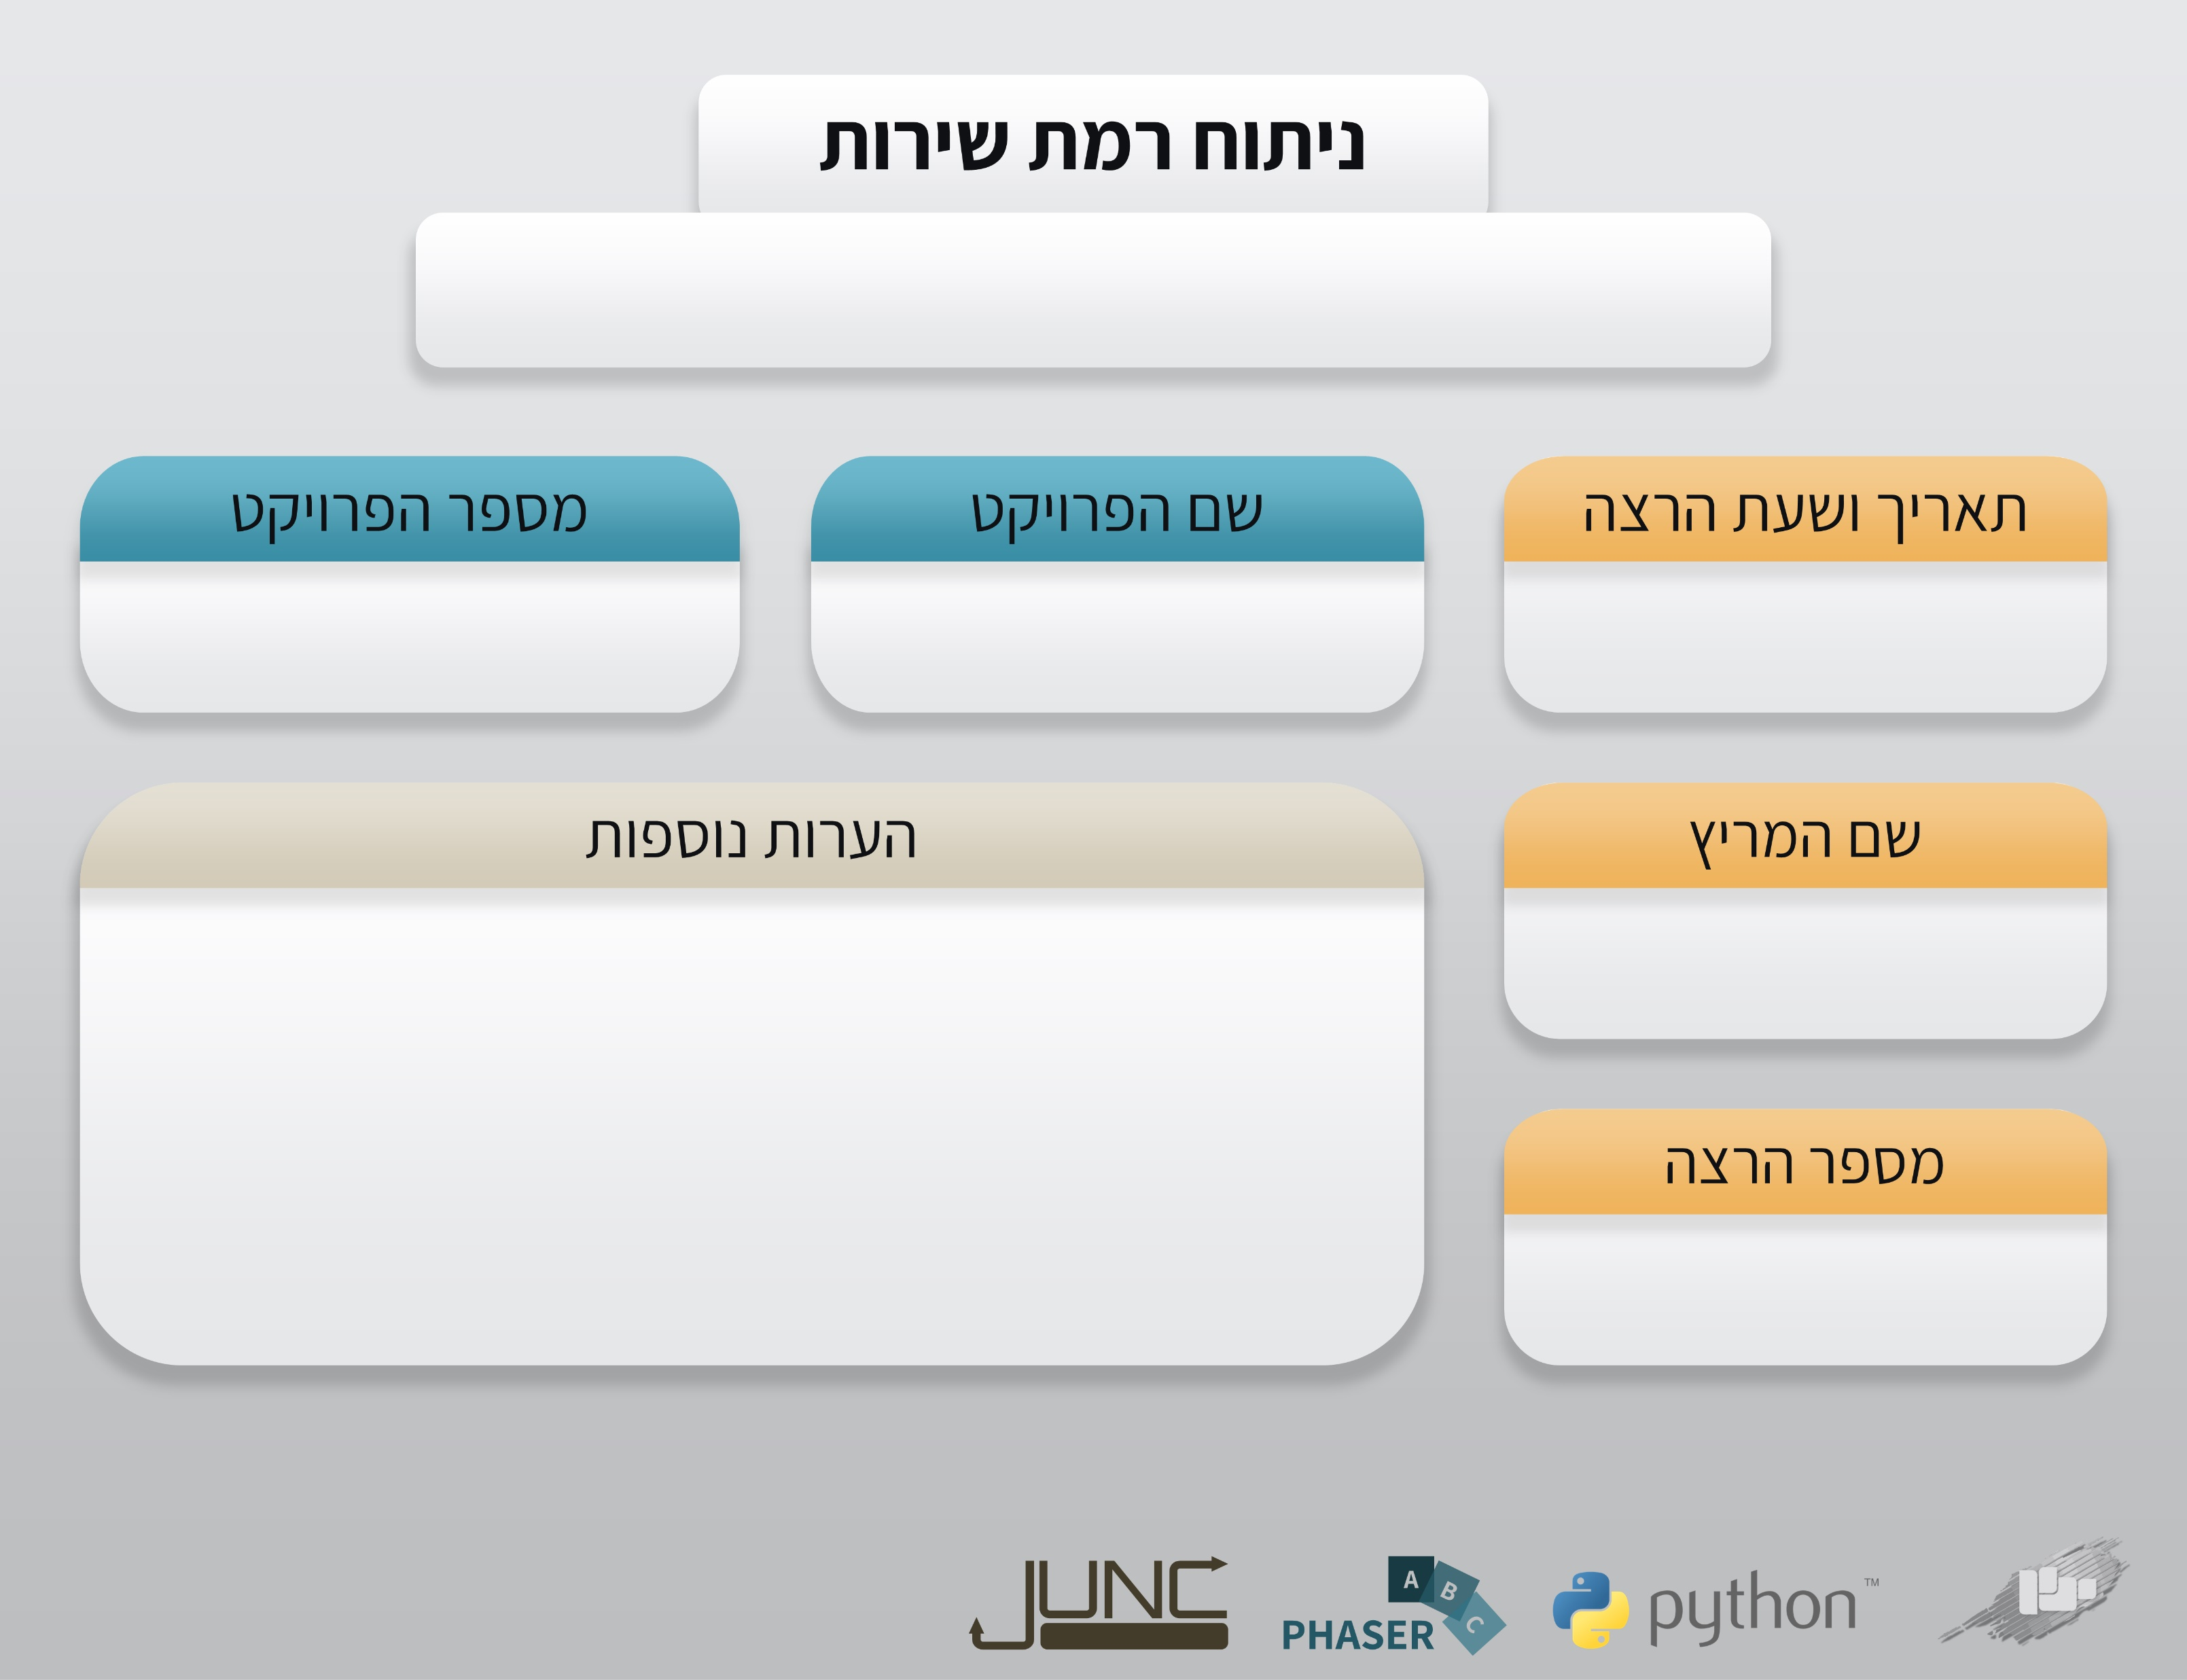 ניתוח רמת שירות
תאריך ושעת הרצה
שם הפרויקט
מספר הפרויקט
שם המריץ
הערות נוספות
מספר הרצה
JUNC
A
B
C
PHASER
python™